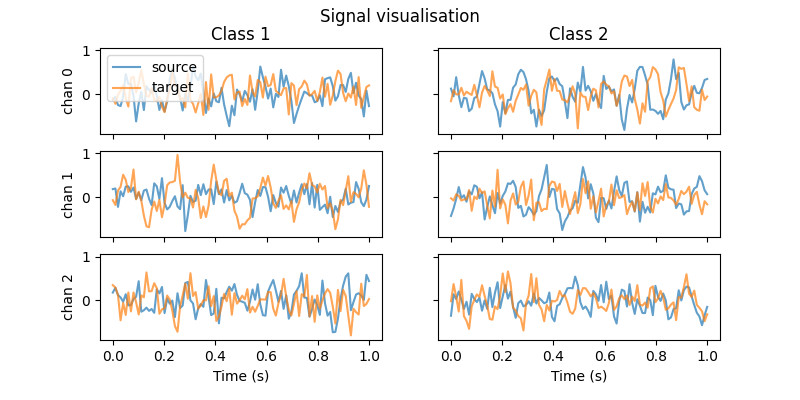 Signal visualisation
Class 1
Class 2
source
target
1
0
chan 0
1
0
chan 1
1
0
chan 2
0.0 0.2 0.4 0.6 0.8 1.0
0.0 0.2 0.4 0.6 0.8 1.0
Time (s)
Time (s)